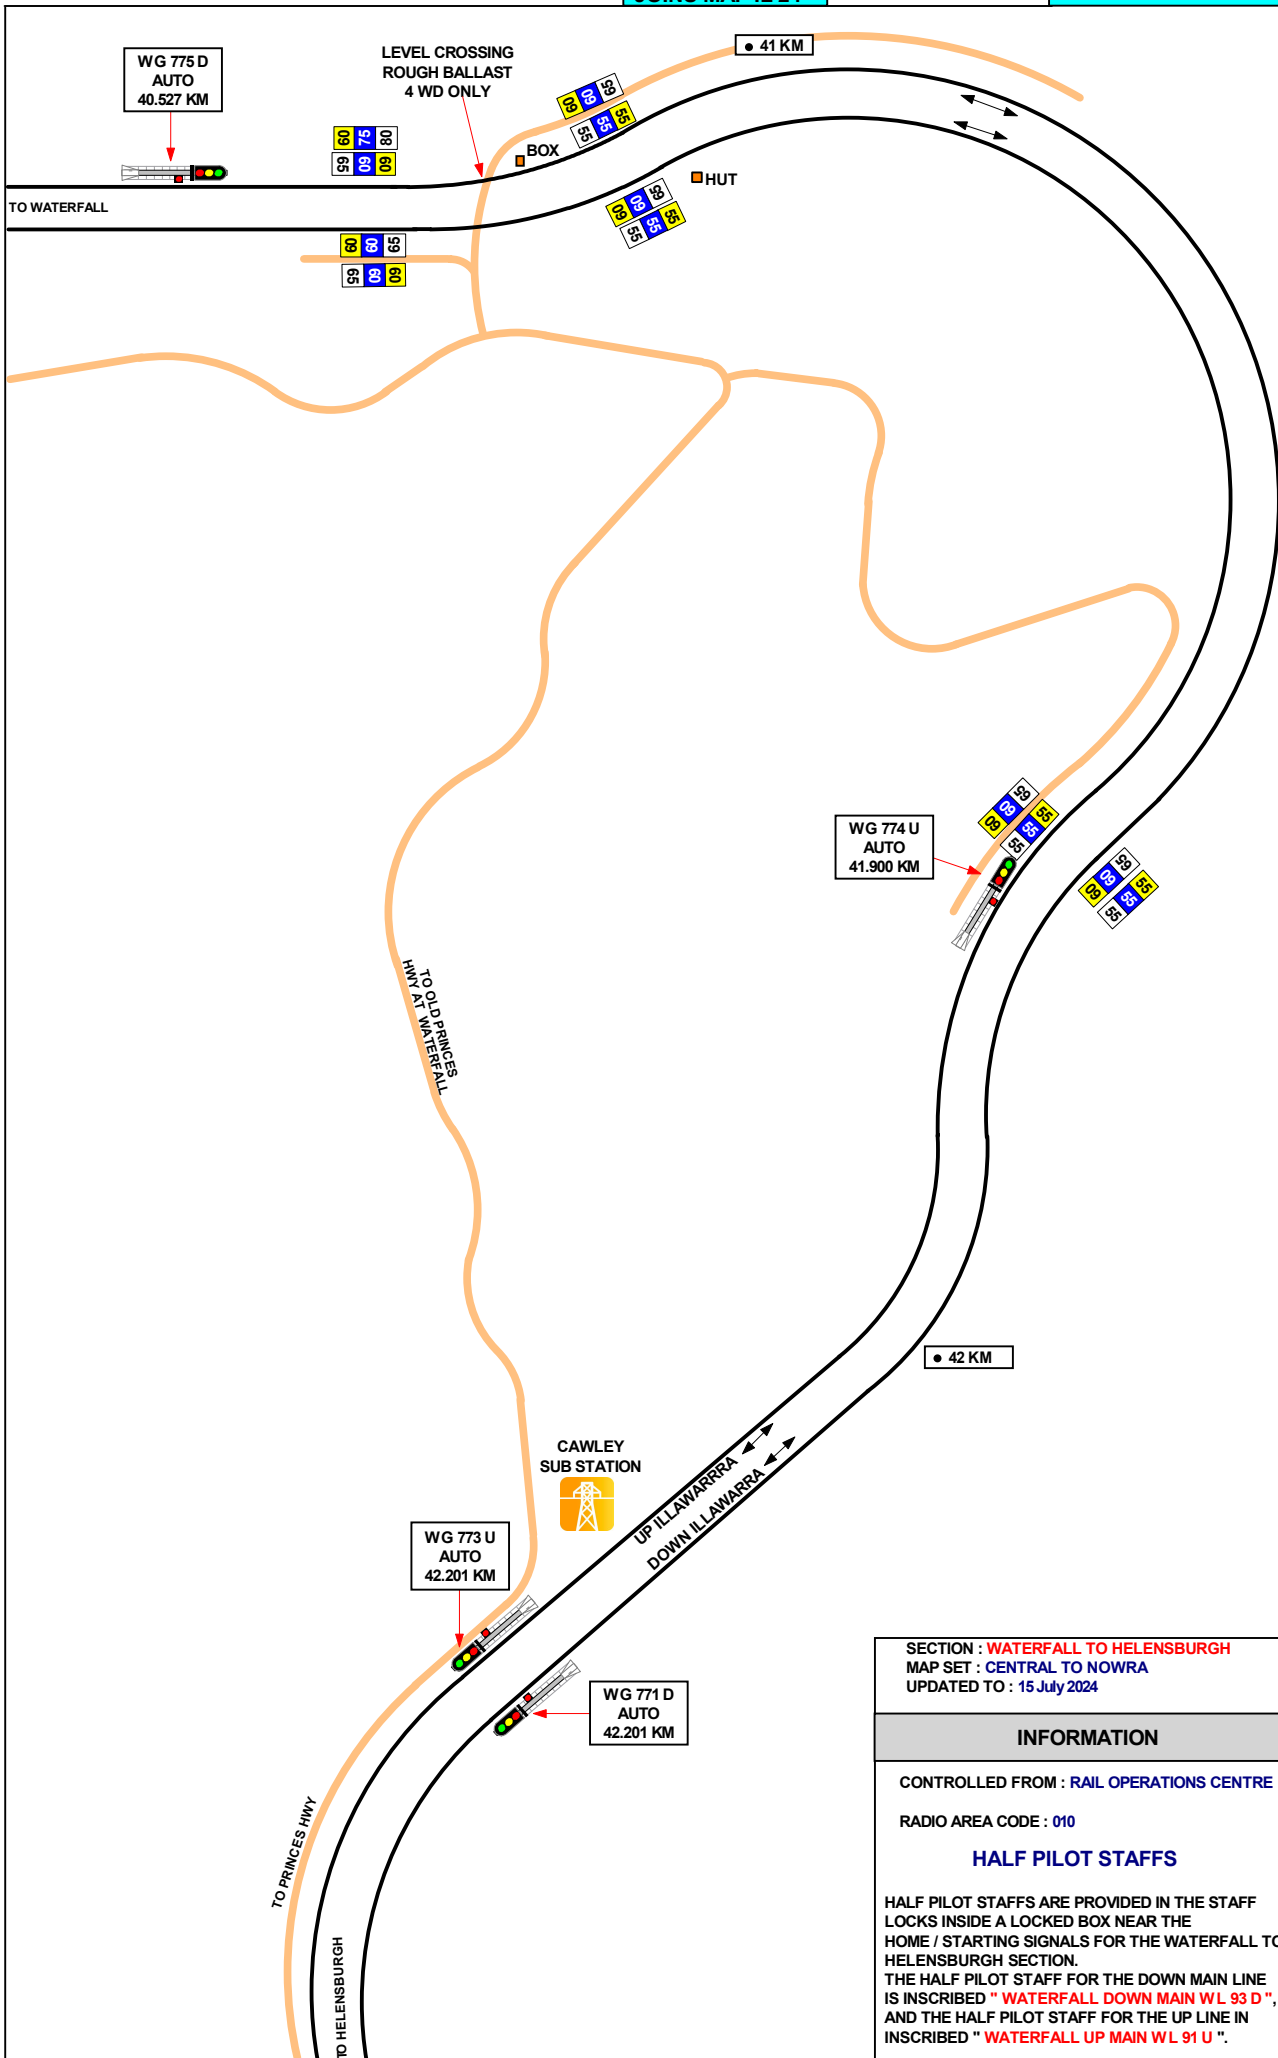 WG 775 D
AUTO
40.527 KM
LEVEL CROSSING
ROUGH BALLAST
4 WD ONLY
41 KM
60 75 80
65 60 60
60 60 65
55 55 55
BOX
HUT
TO WATERFALL
60 60 65
55 55 55
60 60 65
65 60 60
WG 774 U
AUTO
41.900 KM
60 60 65
55 55 55
60 60 65
55 55 55
TO OLD PRINCES
HWY AT WATERFALL
42 KM
CAWLEY
SUB STATION
UP ILLAWARRRA
DOWN ILLAWARRA
WG 773 U
AUTO
42.201 KM
WG 771 D
AUTO
42.201 KM
TO PRINCES HWY
TO HELENSBURGH
SECTION : WATERFALL TO HELENSBURGH
MAP SET : CENTRAL TO NOWRA
UPDATED TO : 15 July 2024
INFORMATION
CONTROLLED FROM : RAIL OPERATIONS CENTRE
RADIO AREA CODE : 010
HALF PILOT STAFFS
HALF PILOT STAFFS ARE PROVIDED IN THE STAFF
LOCKS INSIDE A LOCKED BOX NEAR THE
HOME / STARTING SIGNALS FOR THE WATERFALL TO
HELENSBURGH SECTION.
THE HALF PILOT STAFF FOR THE DOWN MAIN LINE
IS INSCRIBED " WATERFALL DOWN MAIN WL 93 D ",
AND THE HALF PILOT STAFF FOR THE UP LINE IN
INSCRIBED " WATERFALL UP MAIN WL 91 U ".